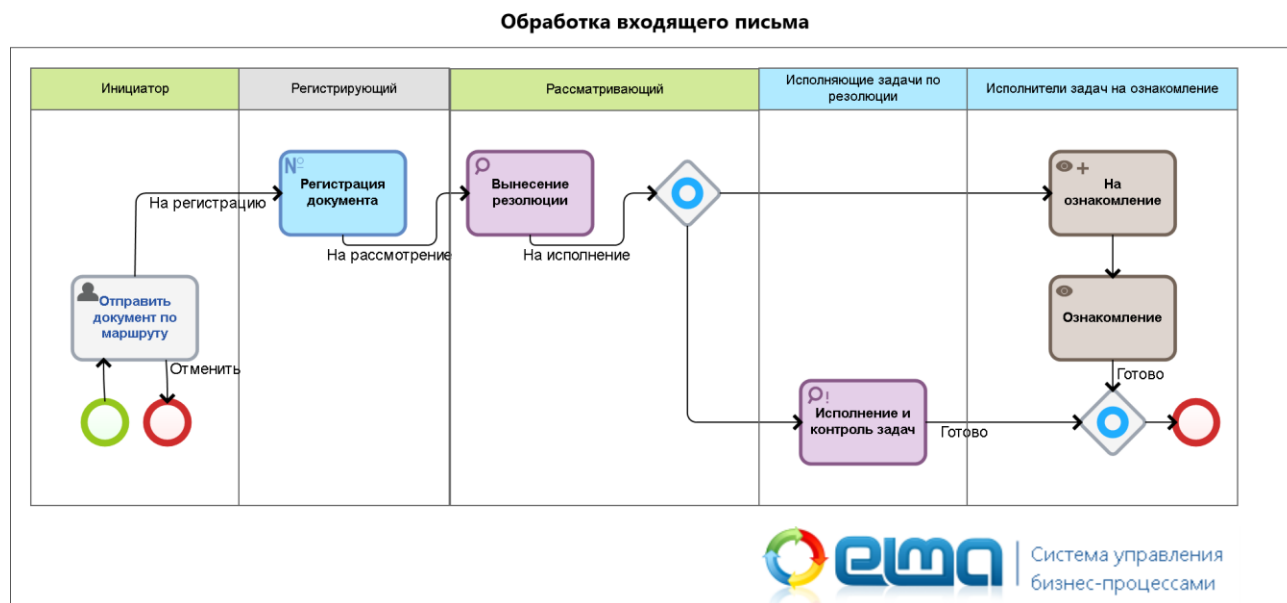 Обработка входящего письма
Инициатор
Регистрирующий
Рассматривающий
Исполняющие задачи по
резолюции
Исполнители задач на ознакомление
№
Регистрация
документа
Вынесение
резолюции
На
ознакомление
На регистрацию
На рассмотрение
На исполнение
Отправить
документ по
маршруту
Ознакомление
Отменить
Готово
Исполнение и
контроль задач
Готово
elma
Система управления
бизнес-процессами